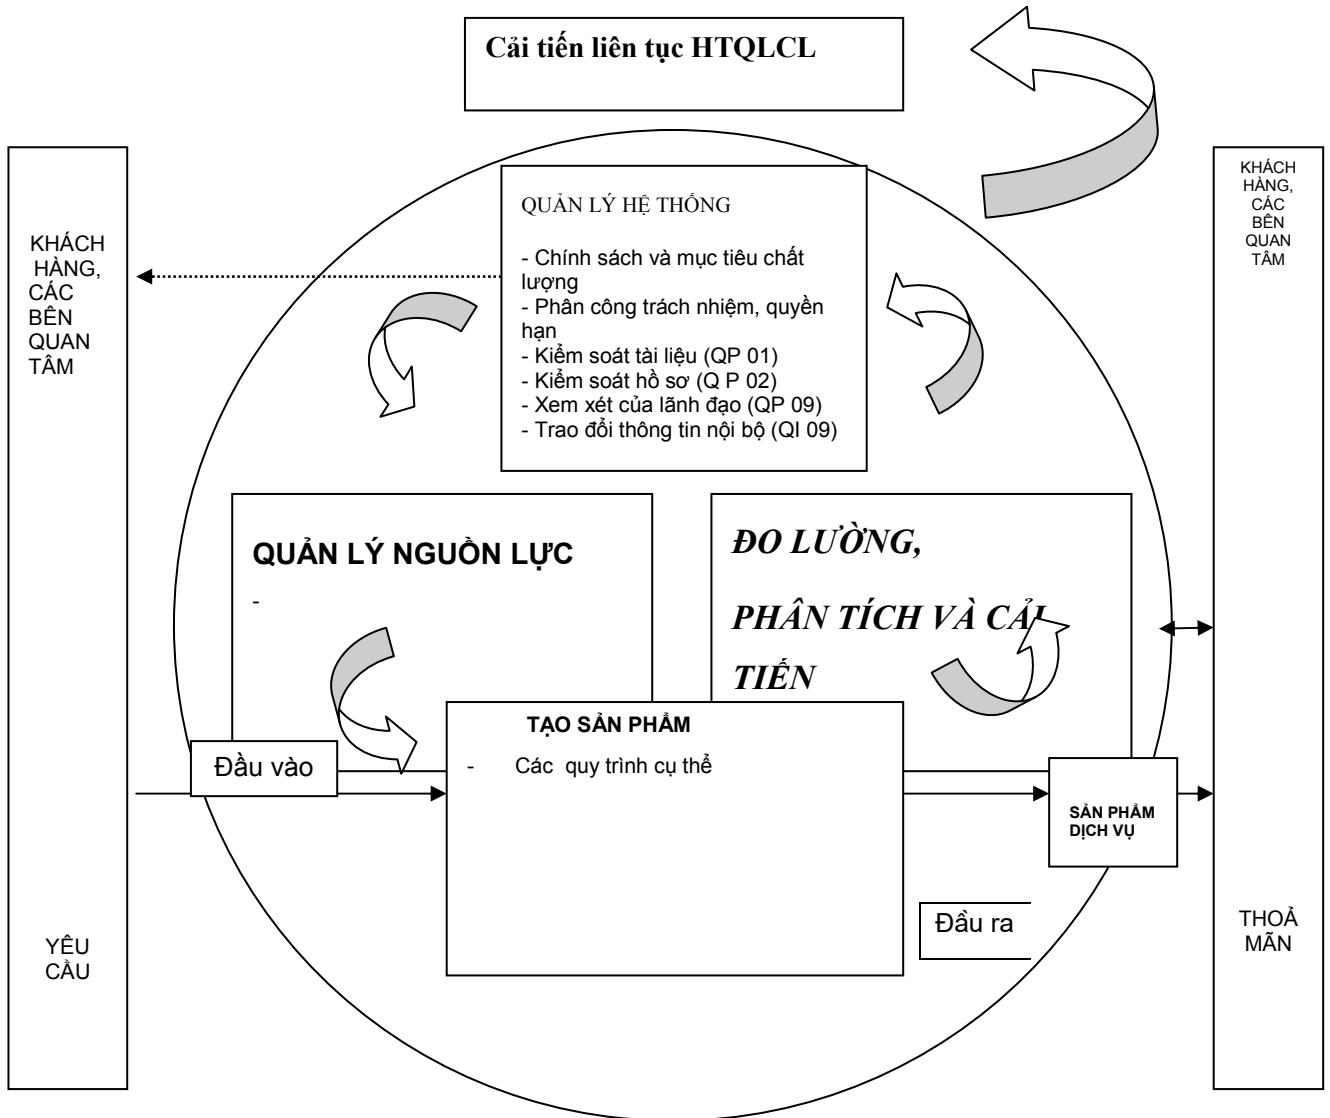 Cải tiến liên tục HTQLCL
KHÁCH
HÀNG,
CÁC
BÊN
QUAN
TÂM
YÊU
CẦU
QUẢN LÝ HỆ THỐNG
- Chính sách và mục tiêu chất
lượng
- Phân công trách nhiệm, quyền
hạn
- Kiểm soát tài liệu (QP 01)
- Kiểm soát hồ sơ (Q P 02)
- Xem xét của lãnh đạo (QP 09)
- Trao đổi thông tin nội bộ (QI 09)
QUẢN LÝ NGUỒN LỰC
-
ĐO LƯỜNG,
PHÂN TÍCH VÀ CẢI
TIẾN
Đầu vào
TẠO SẢN PHẨM
- Các quy trình cụ thể
SẢN PHẨM
DỊCH VỤ
Đầu ra
KHÁCH
HÀNG,
CÁC
BÊN
QUAN
TÂM
THOẢ
MÃN